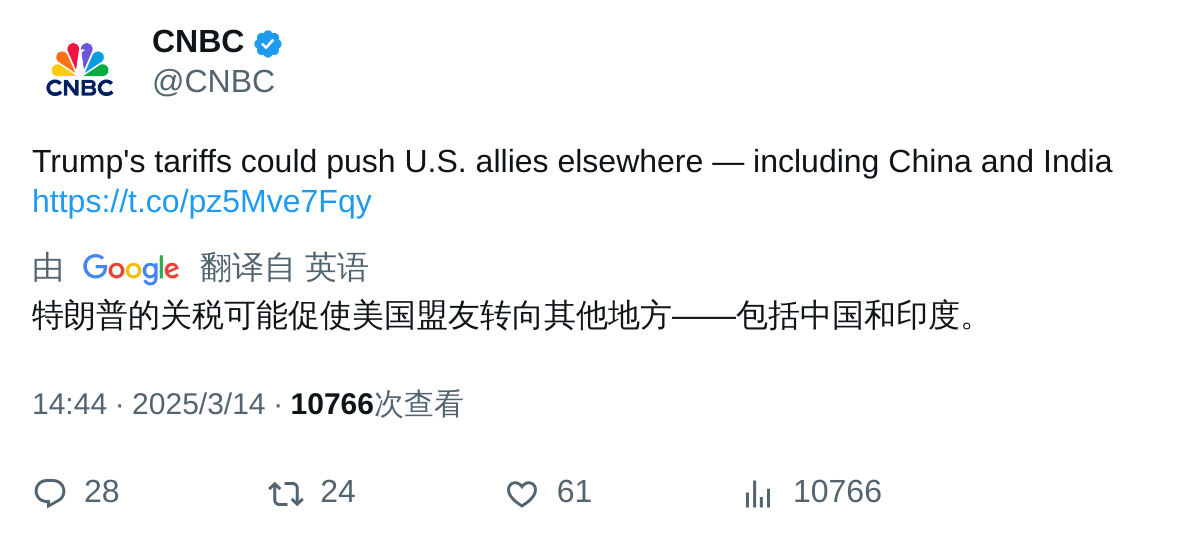 CNBC
CNBC
@CNBC
Trump's tariffs could push U.S. allies elsewhere — including China and India
https://t.co/pz5Mve7Fqy
由 Google 翻译自 英语
特朗普的关税可能促使美国盟友转向其他地方——包括中国和印度。
14:44 · 2025/3/14 · 10766次查看
28 24 61 10766